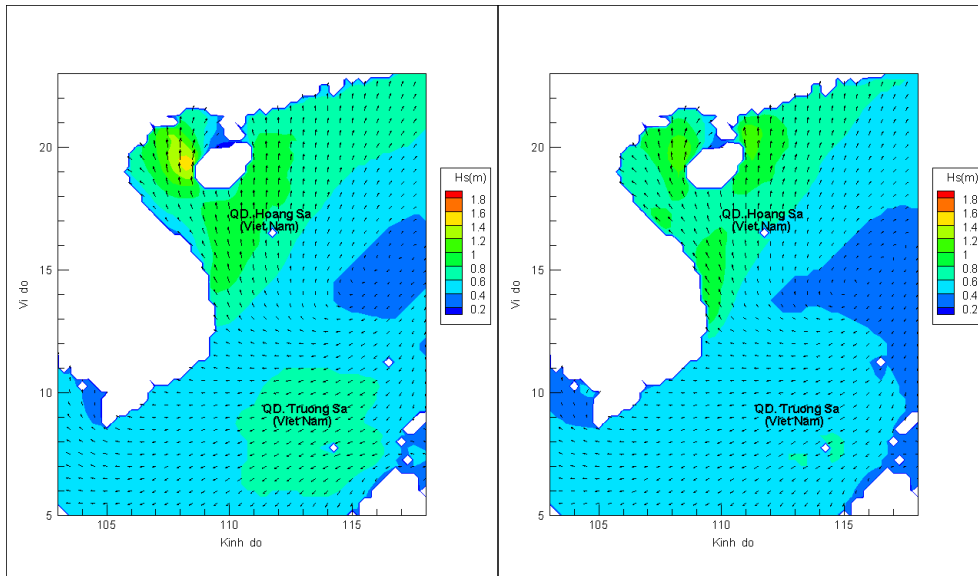 Hs(m)
1.8
1.6
1.4
1.2
1
0.8
0.6
0.4
0.2
QD. Hoang Sa
(Viet Nam)
QD. Truong Sa
(Viet Nam)
20
15
10
5
Vi do
105
110
115
Kinh do
Hs(m)
1.8
1.6
1.4
1.2
1
0.8
0.6
0.4
0.2
QD. Hoang Sa
(Viet Nam)
QD. Truong Sa
(Viet Nam)
20
15
10
5
Vi do
105
110
115
Kinh do